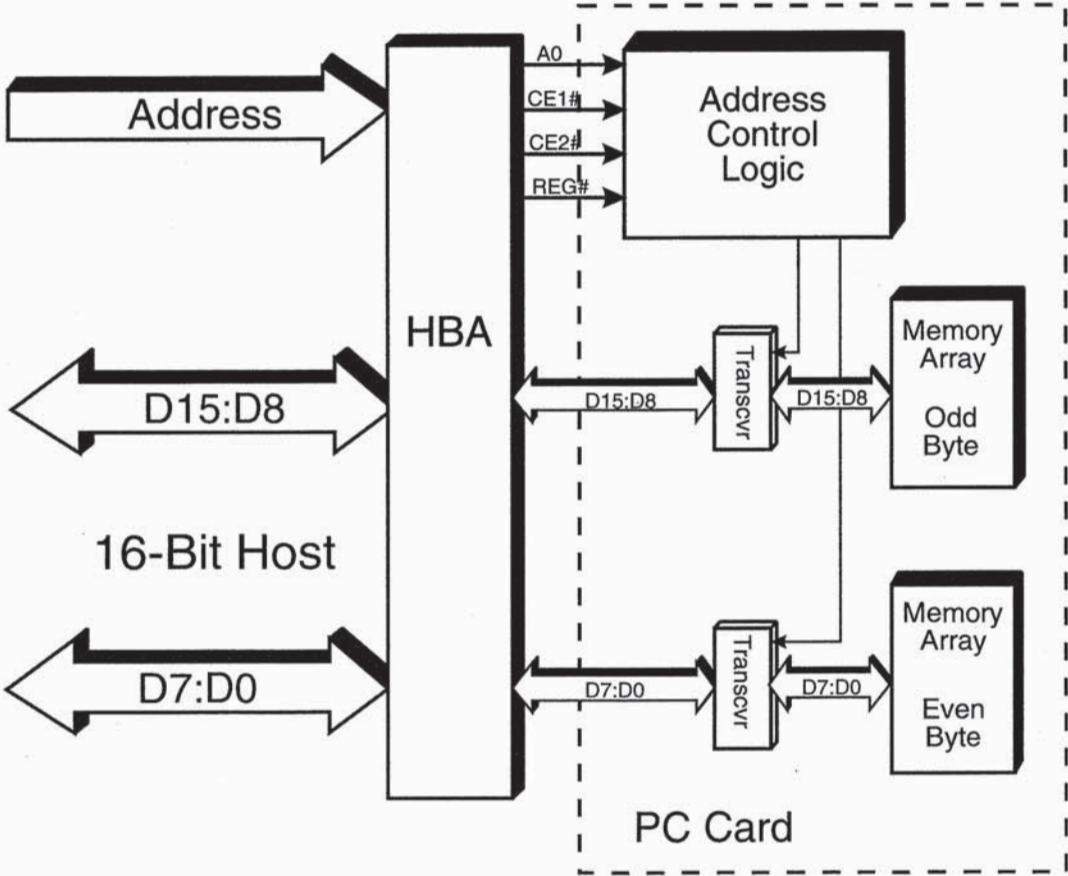 A0
CE1#
CE2#
REG#
Address
Address
Control
Logic
HBA
Memory
Array
Odd
Byte
Transcvr
D15:D8
D15:D8
D15:D8
16-Bit Host
Memory
Array
Even
Byte
Transcvr
D7:D0
D7:D0
D7:D0
PC Card